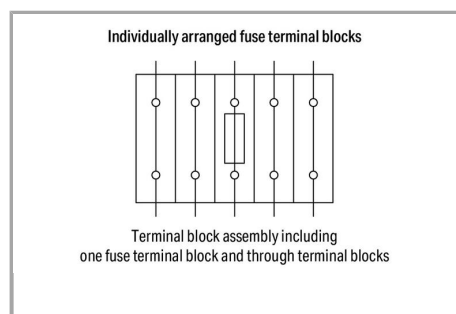 Individually arranged fuse terminal blocks
Terminal block assembly including
one fuse terminal block and through terminal blocks